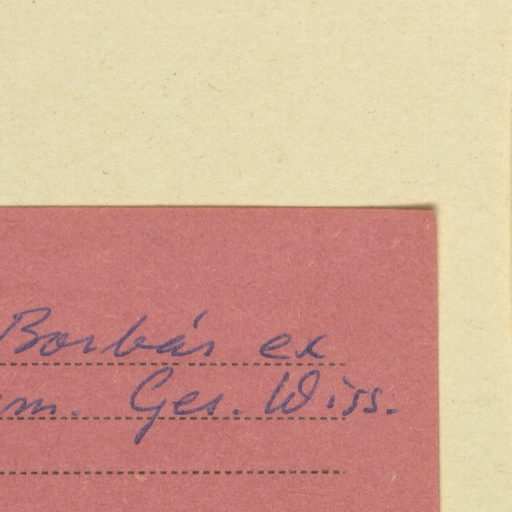 Borbás ex
m. Ges. Wiss.